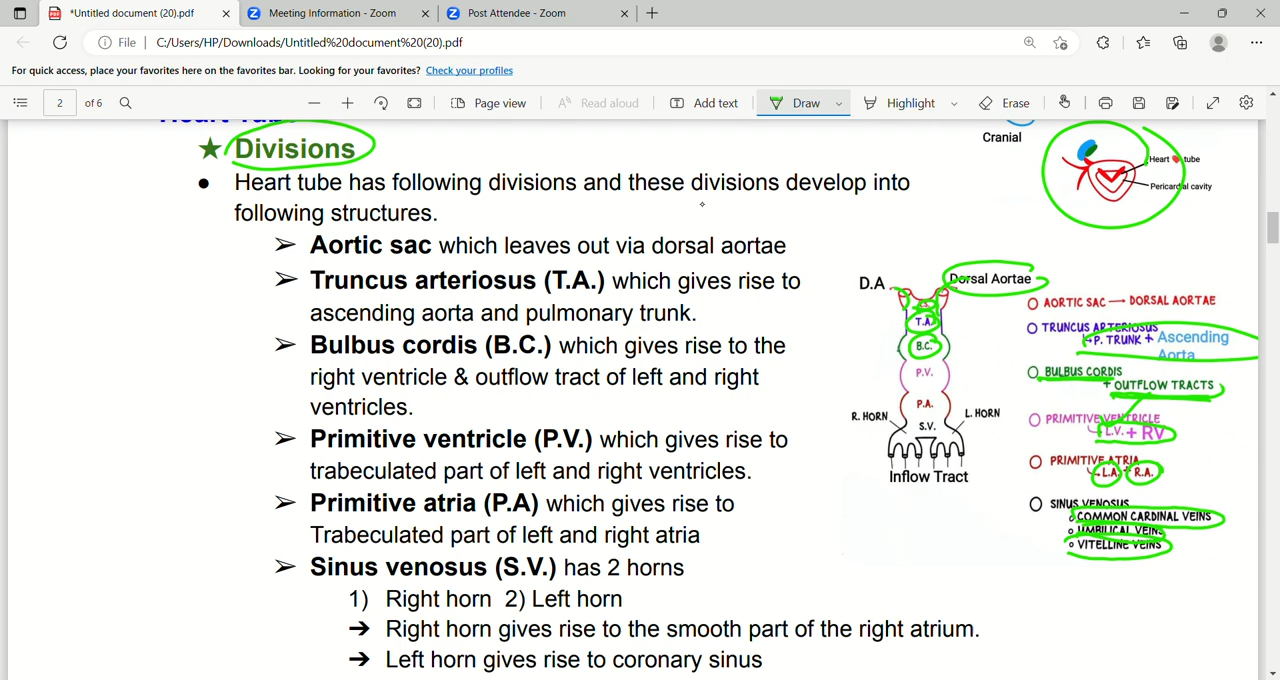 *Untitled document (20).pdf
Meeting Information - Zoom
Post Attendee - Zoom
File
C:/Users/HP/Downloads/Untitled%20document%20(20).pdf
For quick access, place your favorites here on the favorites bar. Looking for your favorites? Check your profiles
2 of 6
Page view
Read aloud
Add text
Draw
Highlight
Erase
★ Divisions
● Heart tube has following divisions and these divisions develop into
following structures.
➢ Aortic sac which leaves out via dorsal aortae
➢ Truncus arteriosus (T.A.) which gives rise to
ascending aorta and pulmonary trunk.
➢ Bulbus cordis (B.C.) which gives rise to the
right ventricle & outflow tract of left and right
ventricles.
➢ Primitive ventricle (P.V.) which gives rise to
trabeculated part of left and right ventricles.
➢ Primitive atria (P.A) which gives rise to
Trabeculated part of left and right atria
➢ Sinus venosus (S.V.) has 2 horns
1) Right horn 2) Left horn
➔ Right horn gives rise to the smooth part of the right atrium.
➔ Left horn gives rise to coronary sinus
Cranial
Heart tube
Pericardial cavity
D.A
Dorsal Aortae
T.A.
B.C.
P.V.
P.A.
R. HORN
S.V.
L. HORN
Inflow Tract
AORTIC SAC → DORSAL AORTAE
TRUNCUS ARTERIOSUS
P. TRUNK + Ascending
Aorta
BULBUS CORDIS
+ OUTFLOW TRACTS
PRIMITIVE VENTRICLE
L.V. + RV
PRIMITIVE ATRIA
L.A. + R.A.
SINUS VENOSUS
COMMON CARDINAL VEINS
UMBILICAL VEINS
VITELLINE VEINS